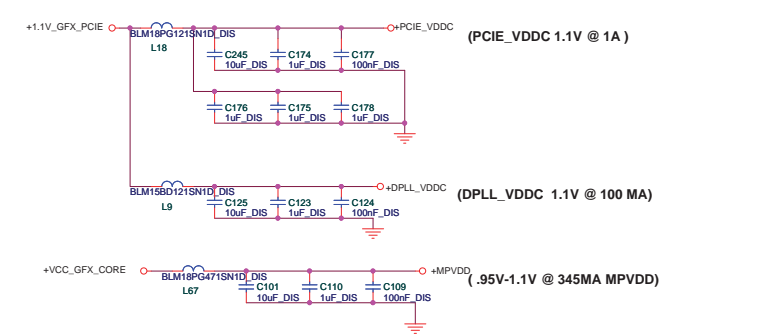 +1.1V_GFX_PCIE
BLM18PG121SN1D_DIS
L18
+PCIE_VDDC
(PCIE_VDDC 1.1V @ 1A )
C245
10uF_DIS
C174
1uF_DIS
C177
100nF_DIS
C176
1uF_DIS
C175
1uF_DIS
C178
1uF_DIS
BLM15BD121SN1D_DIS
L9
+DPLL_VDDC
(DPLL_VDDC 1.1V @ 100 MA)
C125
10uF_DIS
C123
1uF_DIS
C124
100nF_DIS
+VCC_GFX_CORE
BLM18PG471SN1D_DIS
L67
+MPVDD
( .95V-1.1V @ 345MA MPVDD)
C101
10uF_DIS
C110
1uF_DIS
C109
100nF_DIS